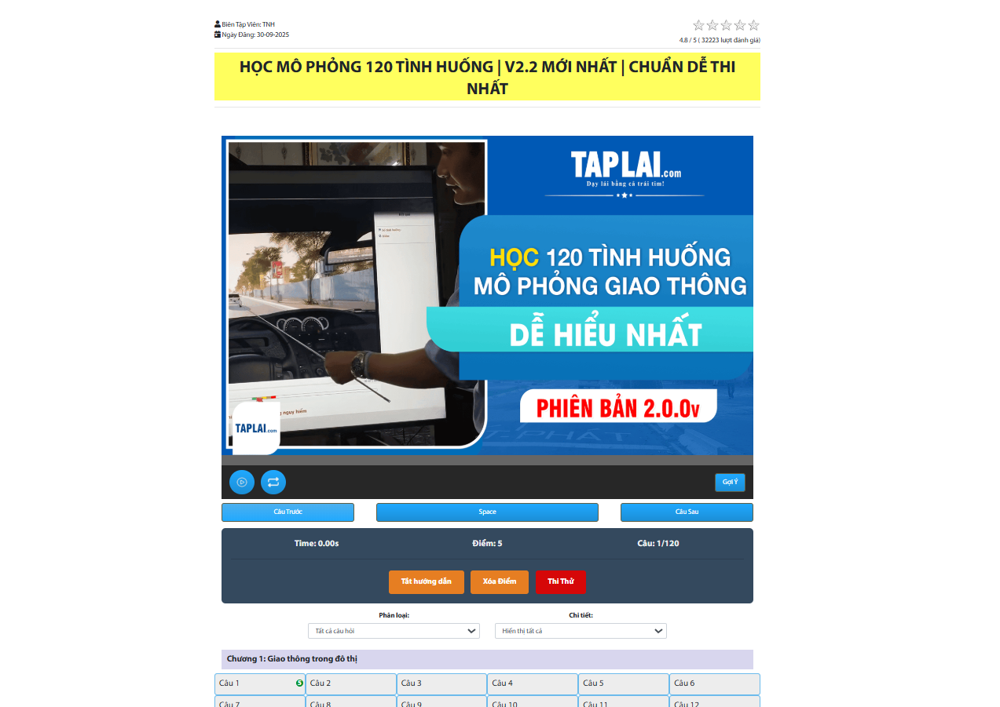 Biên Tập Viên: TNH
Ngày Đăng: 30-09-2025
4.8 / 5 ( 32223 lượt đánh giá)
HỌC MÔ PHỎNG 120 TÌNH HUỐNG | V2.2 MỚI NHẤT | CHUẨN DỄ THI
NHẤT
TAPLAI.com
Dạy lái bằng cả trái tim!
HỌC 120 TÌNH HUỐNG
MÔ PHỎNG GIAO THÔNG
DỄ HIỂU NHẤT
PHIÊN BẢN 2.0.0v
nguy hiểm
TAPLAI.com
Gợi Ý
Câu Trước
Space
Câu Sau
Time: 0.00s
Điểm: 5
Câu: 1/120
Tắt hướng dẫn
Xóa Điểm
Thi Thử
Phân loại:
Chi tiết:
Tất cả câu hỏi
Hiển thị tất cả
Chương 1: Giao thông trong đô thị
Câu 1
5
Câu 2
Câu 3
Câu 4
Câu 5
Câu 6
Câu 7
Câu 8
Câu 9
Câu 10
Câu 11
Câu 12